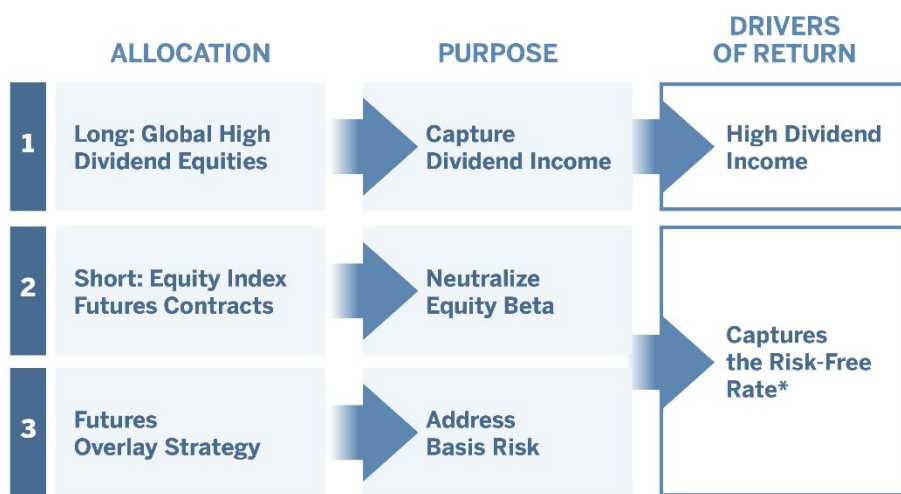 ALLOCATION
PURPOSE
DRIVERS
OF RETURN
1
Long: Global High
Dividend Equities
Capture
Dividend Income
High Dividend
Income
2
Short: Equity Index
Futures Contracts
Neutralize
Equity Beta
Captures
the Risk-Free
Rate*
3
Futures
Overlay Strategy
Address
Basis Risk